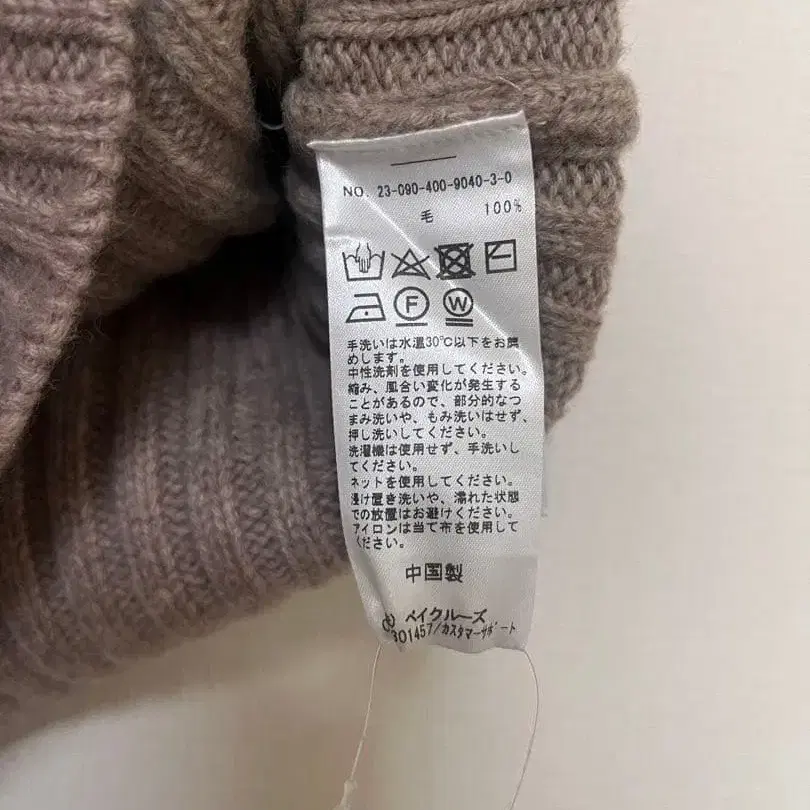 NO. 23-090-400-9040-3-0
毛 100%
F W
手洗いは水温30℃以下をお薦
めします。
中性洗剤を使用してください。
縮み、風合い変化が発生する
ことがあるので、部分的なつ
まみ洗いや、もみ洗いはせず、
押し洗いしてください。
洗濯機は使用せず、手洗いし
てください。
ネットを使用してください。
浸け置き洗いや、濡れた状態
での放置はお避けください。
アイロンは当て布を使用して
ください。
中国製
㈱ ベイクルーズ
301457/カスタマーサポート